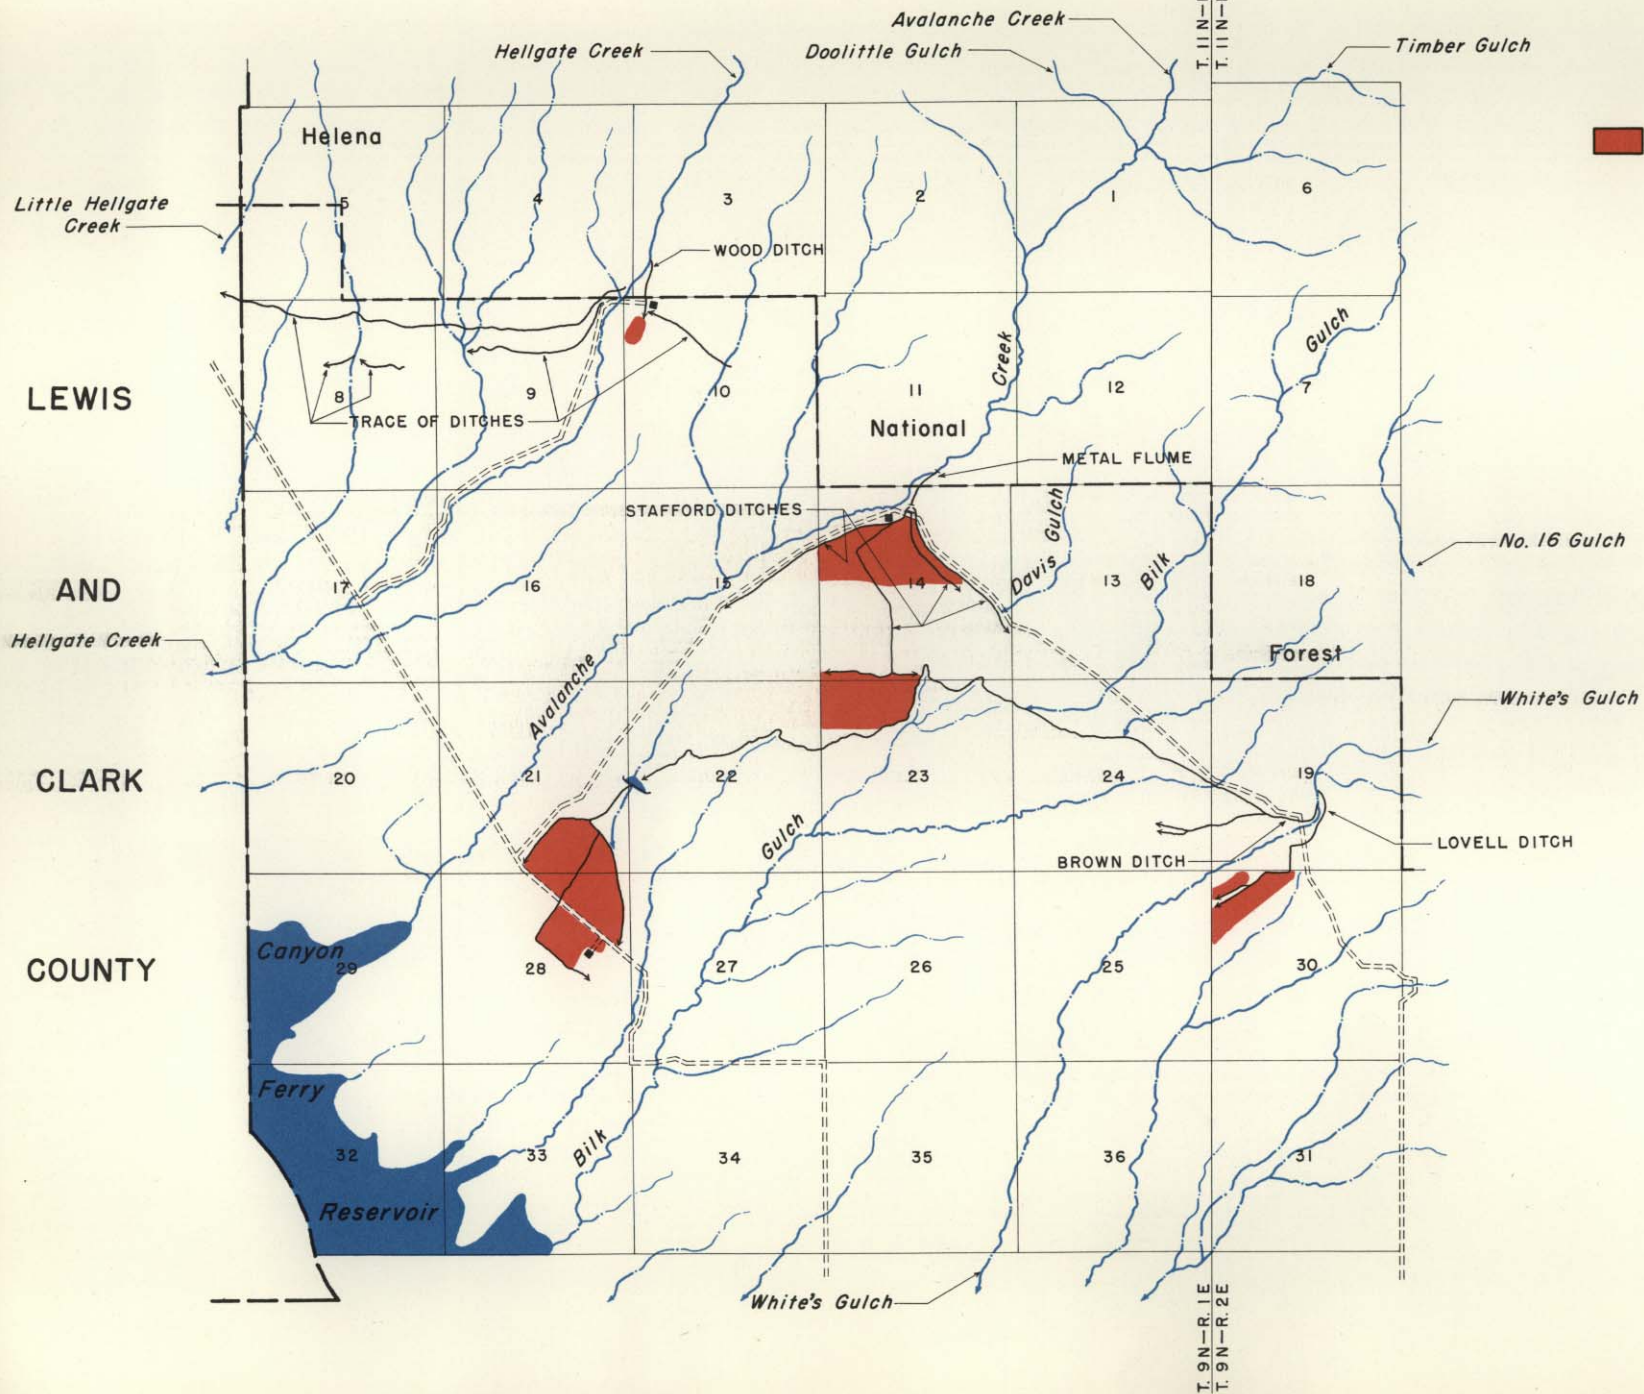 Avalanche Creek
Hellgate Creek
Doolittle Gulch
Timber Gulch
T. 11 N
T. 11 N
Helena
Little Hellgate
Creek
5
4
3
2
1
6
WOOD DITCH
Creek
Gulch
LEWIS
8
9
10
11
12
7
TRACE OF DITCHES
National
METAL FLUME
STAFFORD DITCHES
Gulch
No. 16 Gulch
Davis
Bilk
AND
17
16
15
14
13
18
Hellgate Creek
Forest
Avalanche
White's Gulch
CLARK
20
21
22
23
24
19
Gulch
LOVELL DITCH
BROWN DITCH
Canyon
COUNTY
29
28
27
26
25
30
Ferry
Bilk
32
33
34
35
36
31
Reservoir
White's Gulch
T. 9N—R. 1E
T. 9N—R. 2E